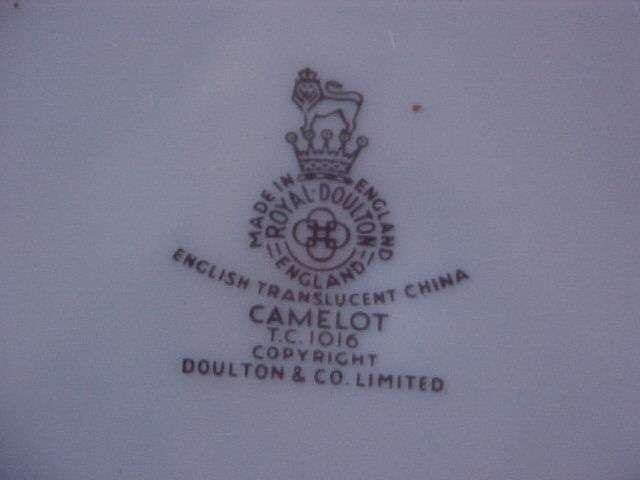 MADE IN ENGLAND
ROYAL·DOULTON
ENGLAND
ENGLISH TRANSLUCENT CHINA
CAMELOT
T.C. 1016
COPYRIGHT
DOULTON & CO. LIMITED